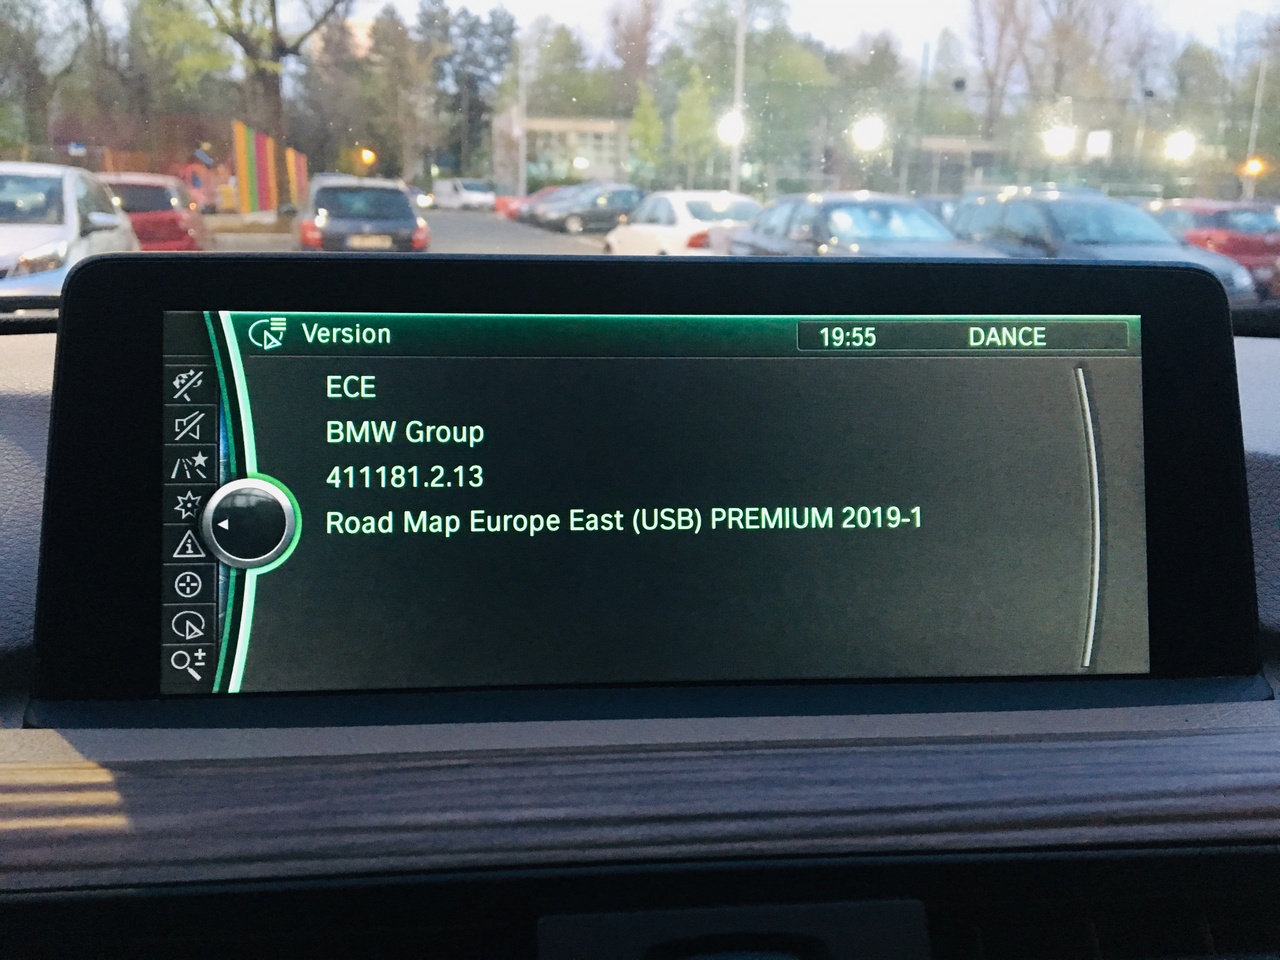 Version
19:55 DANCE
ECE
BMW Group
411181.2.13
Road Map Europe East (USB) PREMIUM 2019-1